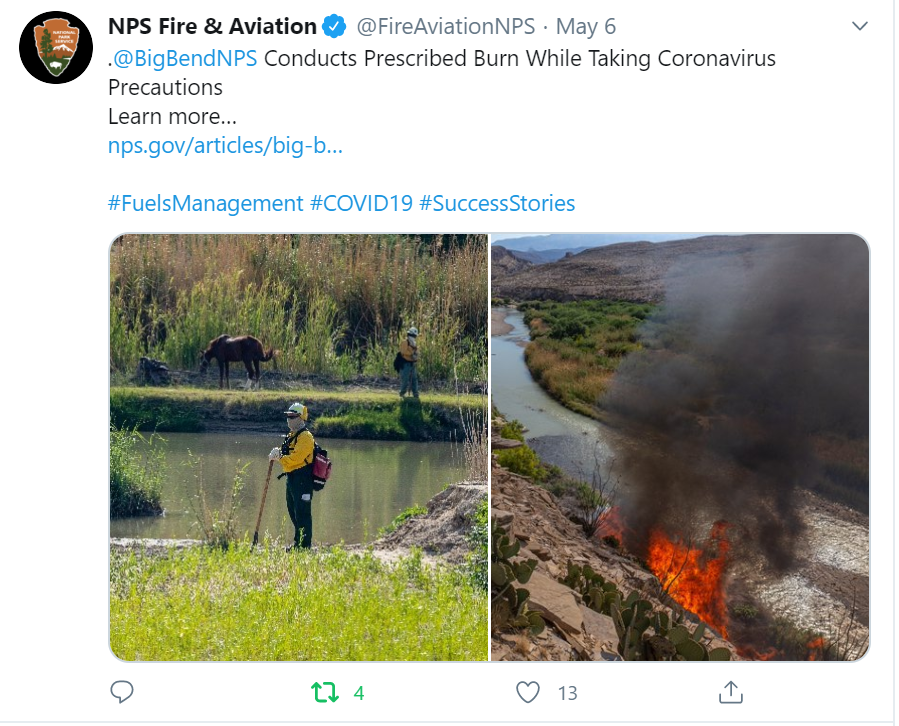 NPS Fire & Aviation @FireAviationNPS · May 6
.@BigBendNPS Conducts Prescribed Burn While Taking Coronavirus
Precautions
Learn more...
nps.gov/articles/big-b...
#FuelsManagement #COVID19 #SuccessStories
4 13